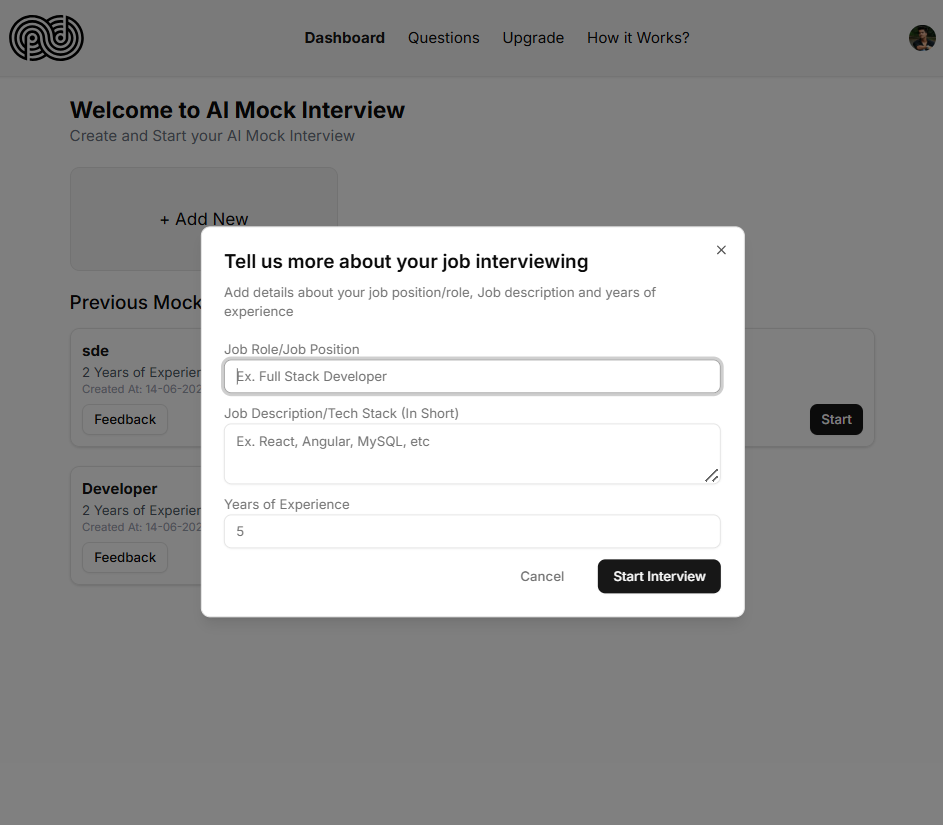 Dashboard Questions Upgrade How it Works?
Welcome to AI Mock Interview
Create and Start your AI Mock Interview
+ Add New
Previous Mock
sde
2 Years of Experien
Created At: 14-06-202
Feedback
Start
Developer
2 Years of Experien
Created At: 14-06-202
Feedback
Tell us more about your job interviewing
Add details about your job position/role, Job description and years of
experience
Job Role/Job Position
Ex. Full Stack Developer
Job Description/Tech Stack (In Short)
Ex. React, Angular, MySQL, etc
Years of Experience
5
Cancel Start Interview